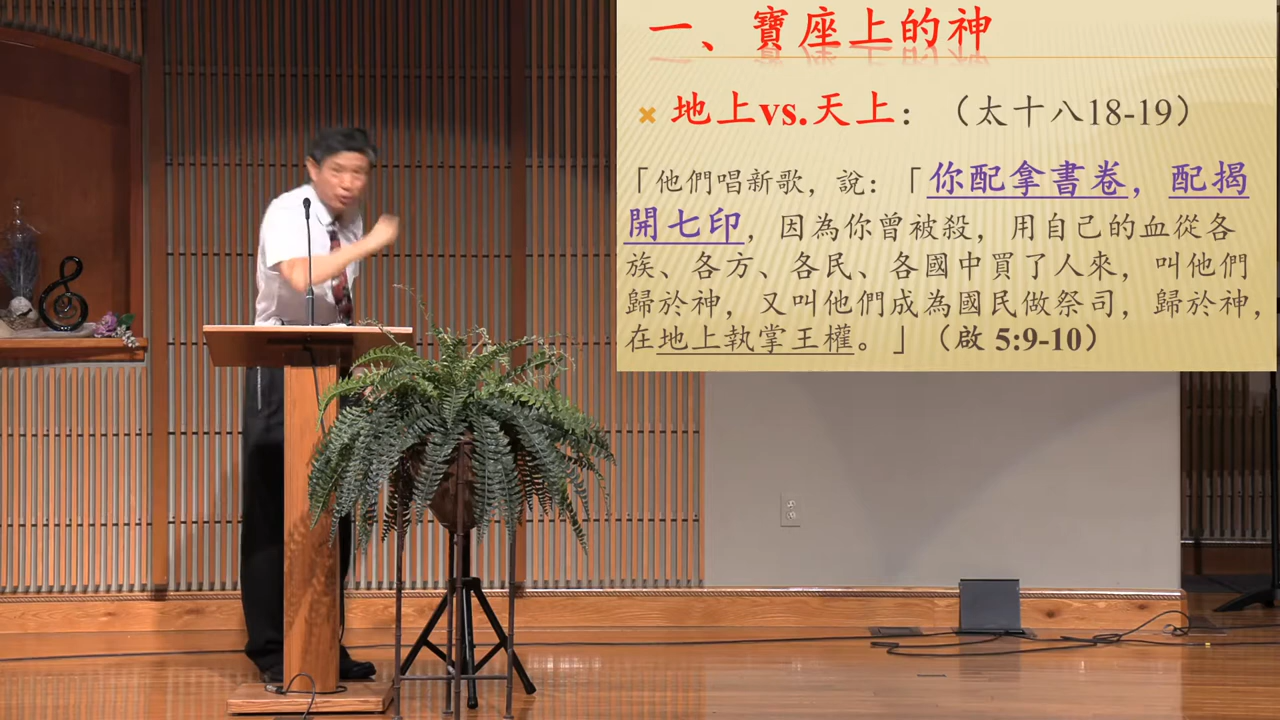 一、寶座上的神
地上vs.天上：（太十八18-19）
「他們唱新歌，說：「你配拿書卷，配揭
開七印，因為你曾被殺，用自己的血從各
族、各方、各民、各國中買了人來，叫他們
歸於神，又叫他們成為國民做祭司，歸於神，
在地上執掌王權。」（啟 5:9-10）